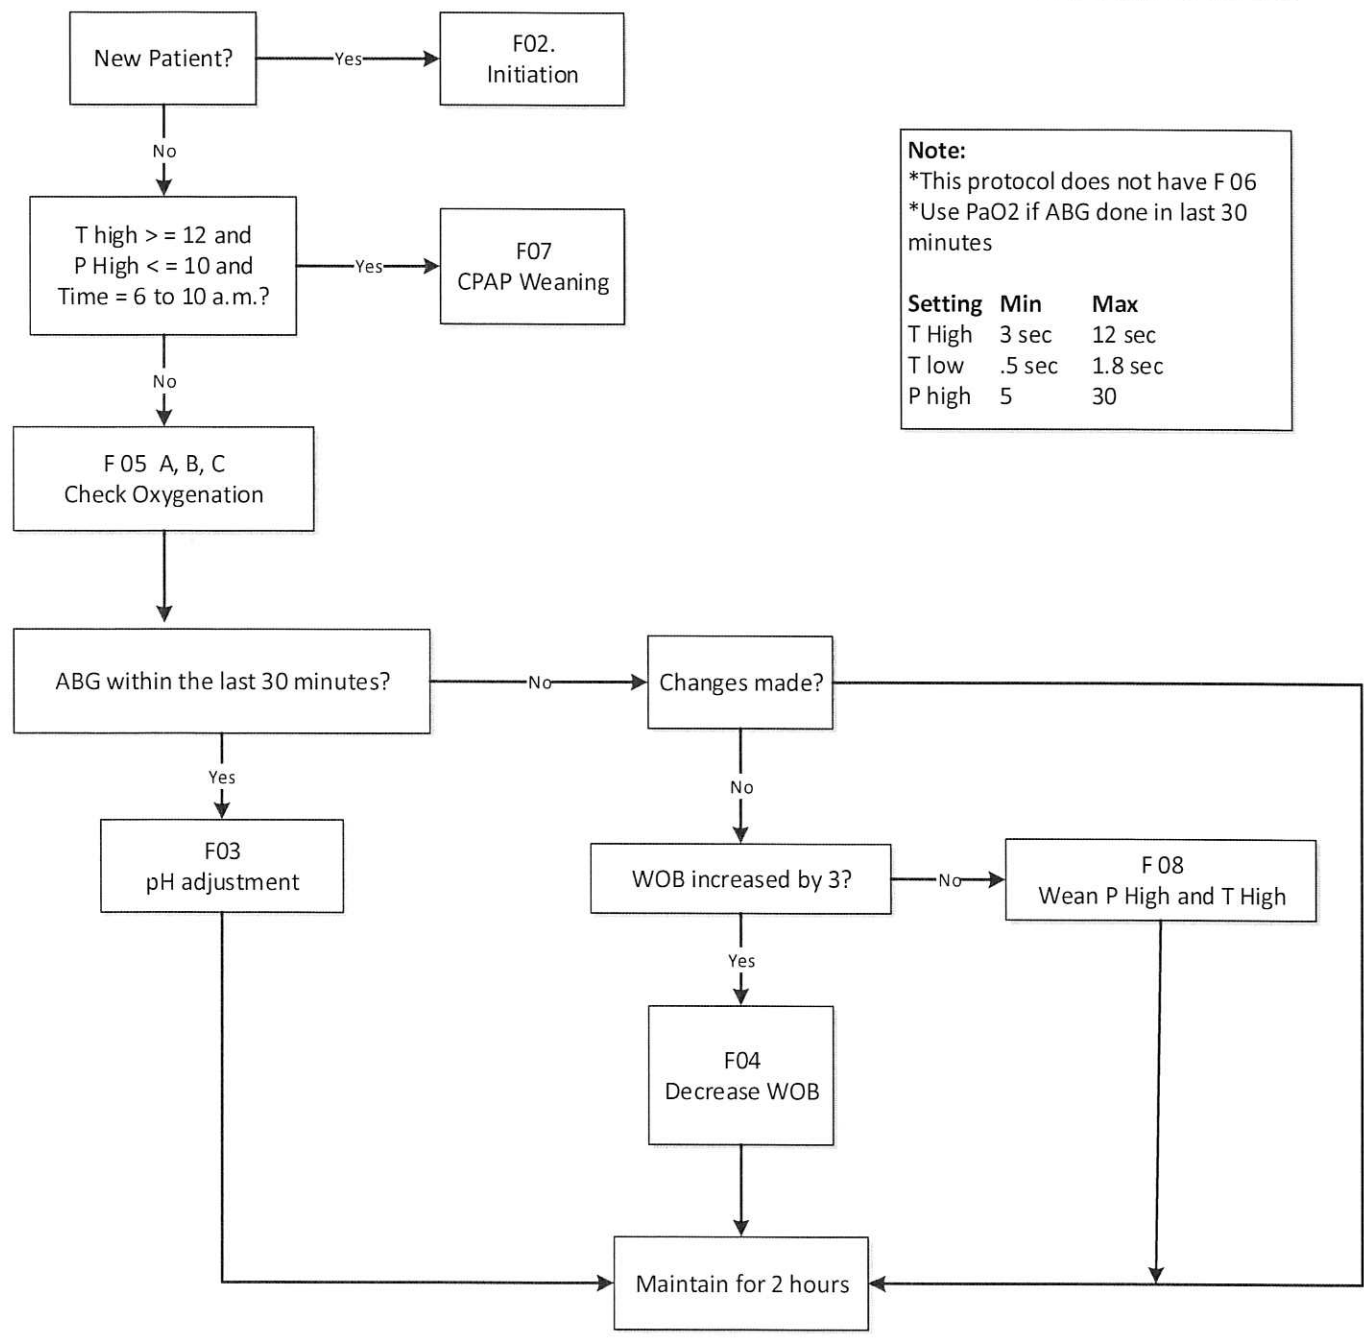 New Patient?
Yes
F02.
Initiation
No
Note:
*This protocol does not have F 06
*Use PaO2 if ABG done in last 30
minutes
Setting Min Max
T High 3 sec 12 sec
T low .5 sec 1.8 sec
P high 5 30
T high > = 12 and
P High < = 10 and
Time = 6 to 10 a.m.?
Yes
F07
CPAP Weaning
No
F 05 A, B, C
Check Oxygenation
ABG within the last 30 minutes?
No
Changes made?
Yes
No
F03
pH adjustment
WOB increased by 3?
No
F 08
Wean P High and T High
Yes
F04
Decrease WOB
Maintain for 2 hours